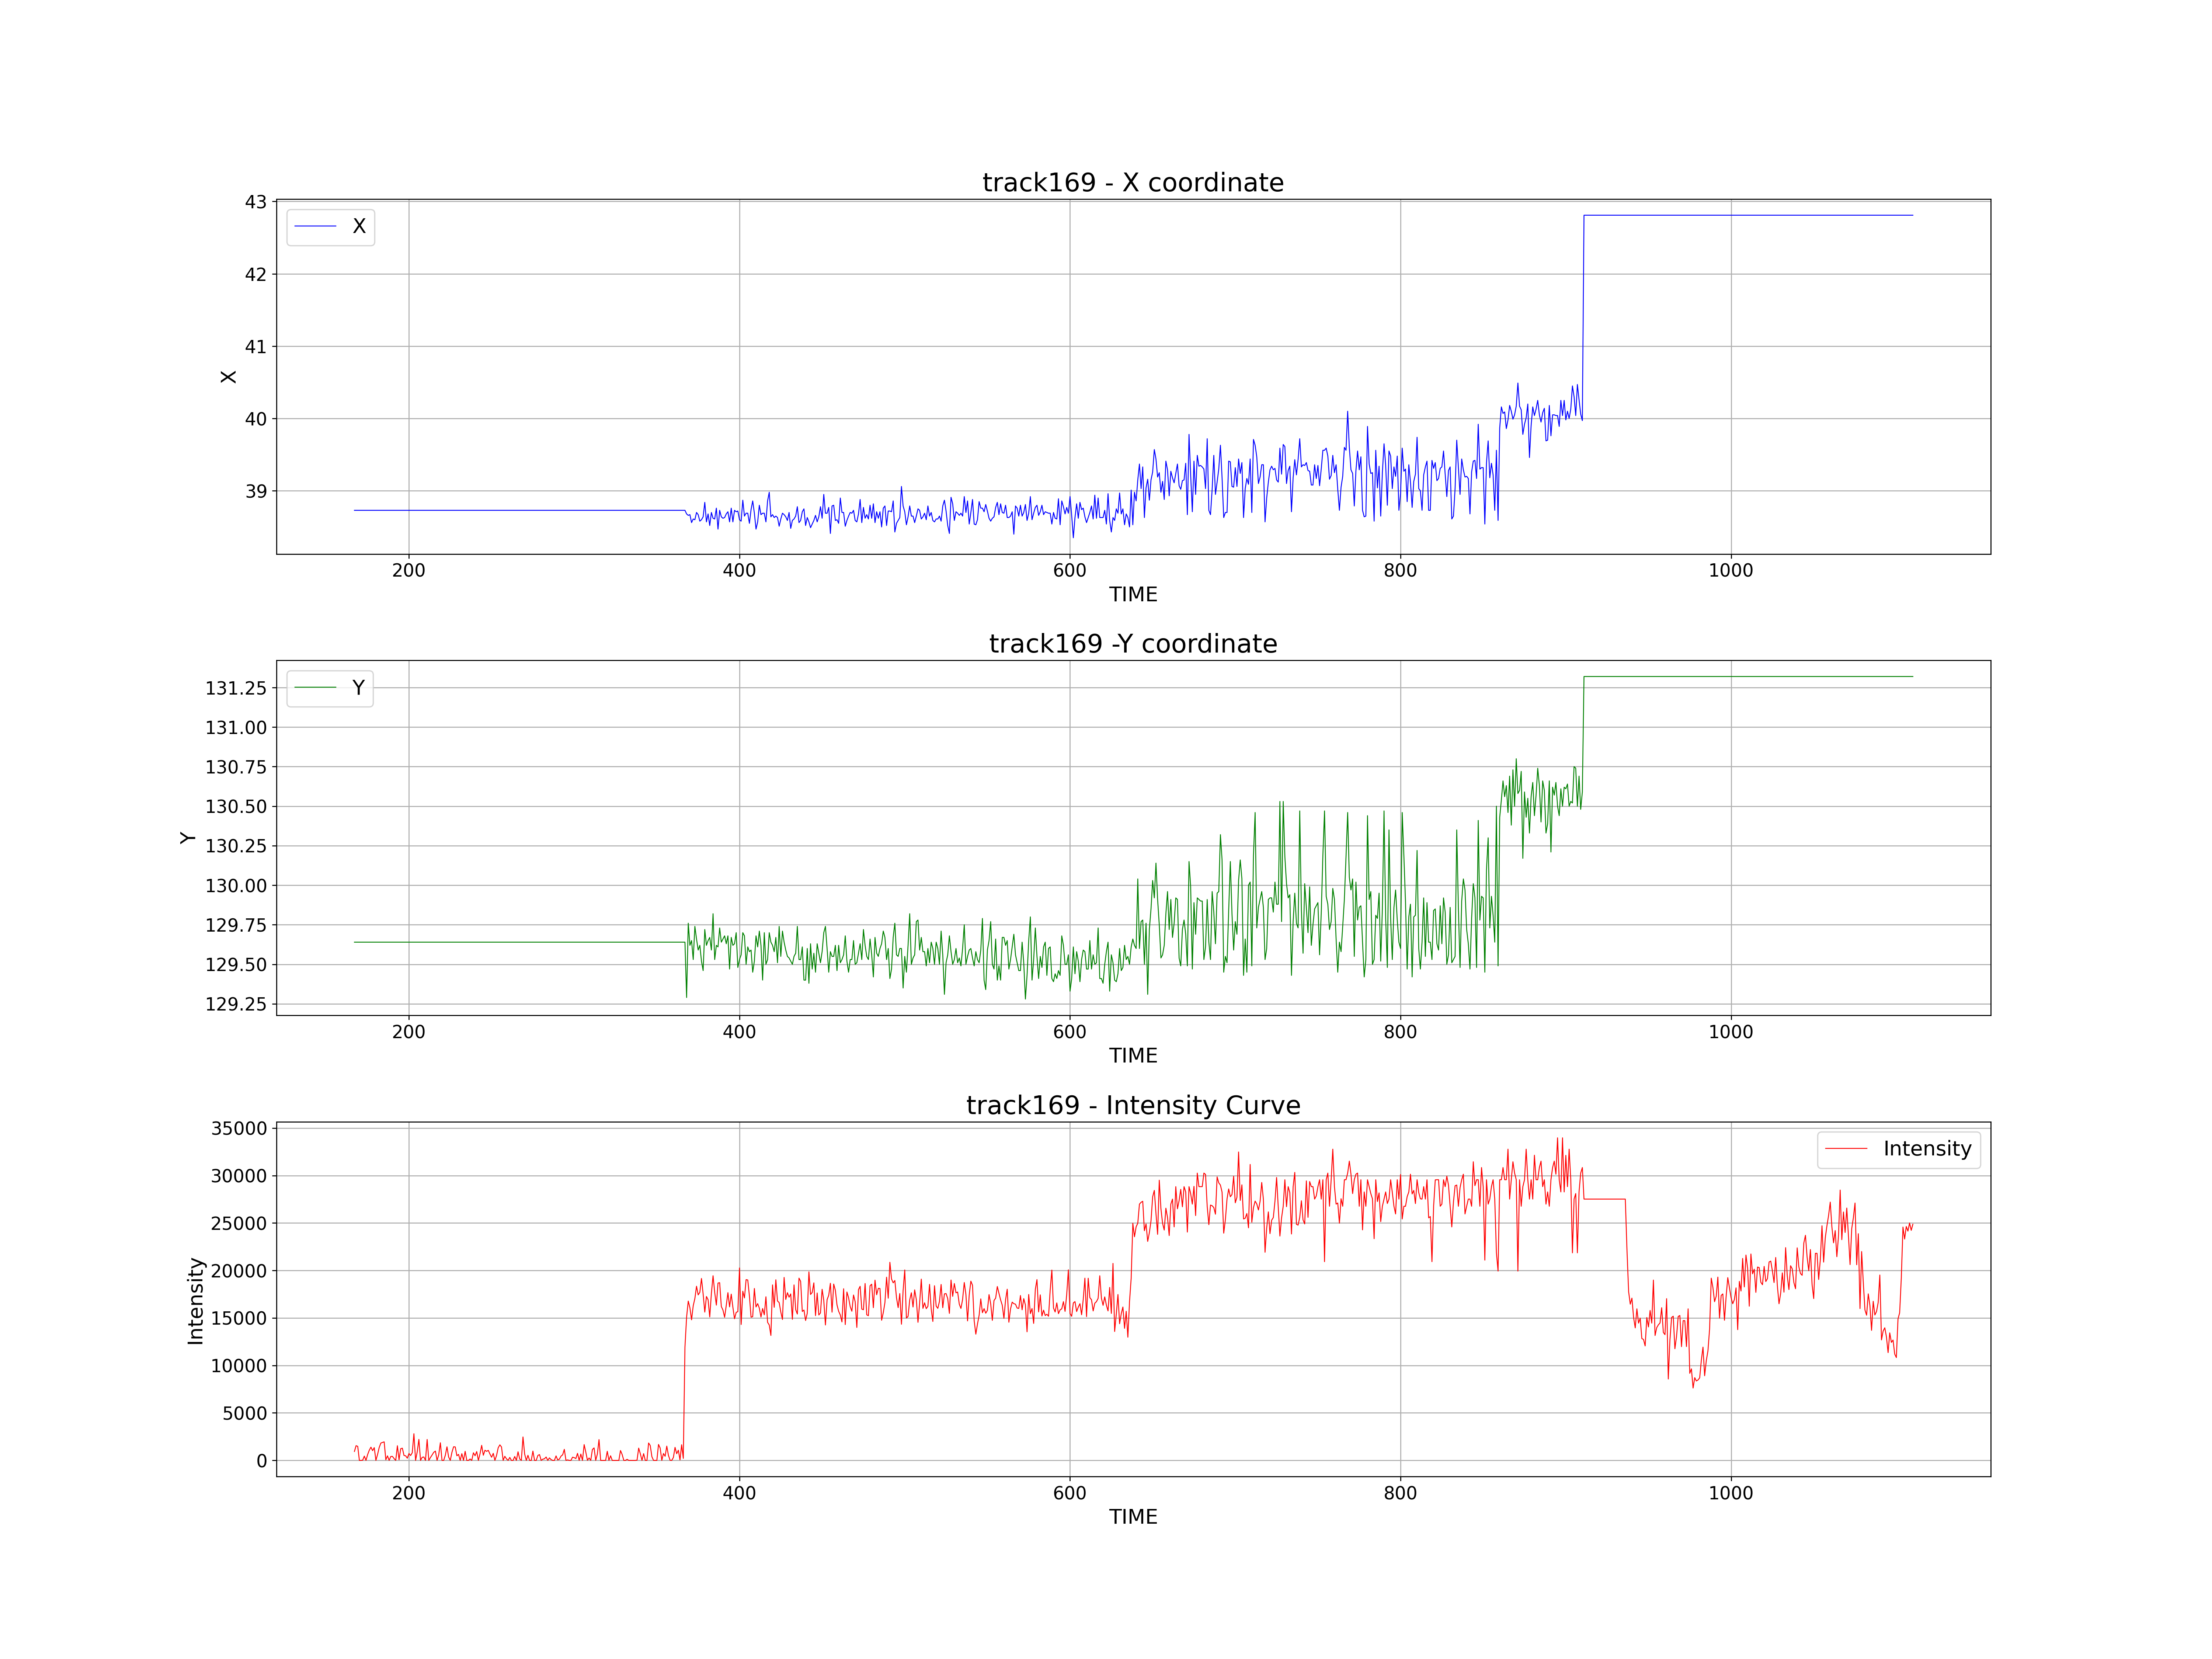 track169 - X coordinate
43
42
41
40
39
X
X
200 400 600 800 1000
TIME
track169 -Y coordinate
131.25
131.00
130.75
130.50
130.25
130.00
129.75
129.50
129.25
Y
Y
200 400 600 800 1000
TIME
track169 - Intensity Curve
35000
30000
25000
20000
15000
10000
5000
0
Intensity
Intensity
200 400 600 800 1000
TIME